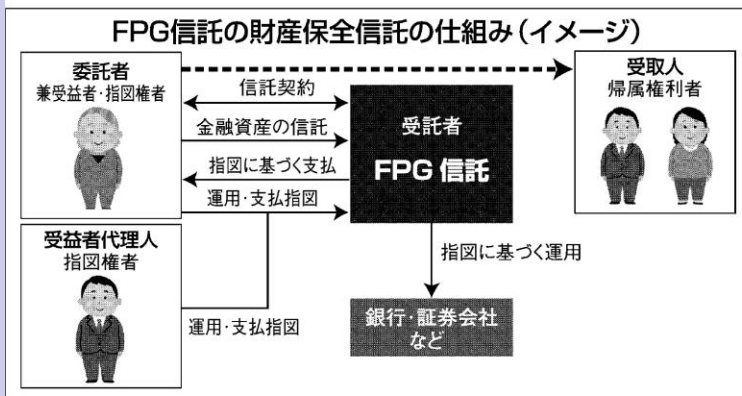 FPG信託の財産保全信託の仕組み（イメージ）
委託者
兼受益者・指図権者
信託契約
金融資産の信託
指図に基づく支払
運用・支払指図
受託者
FPG 信託
受取人
帰属権利者
受益者代理人
指図権者
運用・支払指図
指図に基づく運用
銀行・証券会社
など